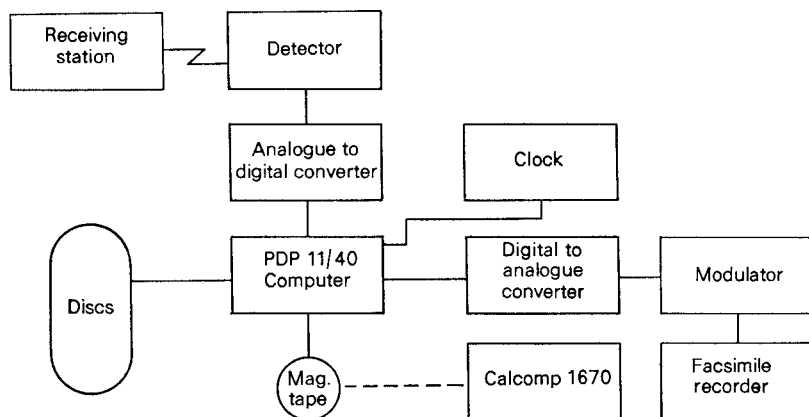 Receiving
station
Detector
Analogue to
digital converter
Clock
PDP 11/40
Computer
Digital to
analogue
converter
Modulator
Discs
Mag.
tape
Calcomp 1670
Facsimile
recorder